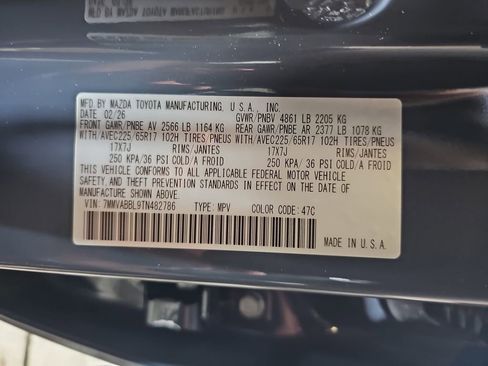 MFD. BY MAZDA TOYOTA MANUFACTURING, U.S.A., INC.
DATE: 02/26 GVWR/PNBV 4861 LB 2205 KG
FRONT GAWR/PNBE AV 2566 LB 1164 KG REAR GAWR/PNBE AR 2377 LB 1078 KG
WITH/AVEC225/65R17 102H TIRES/PNEUS WITH/AVEC225/65R17 102H TIRES/PNEUS
17X7J RIMS/JANTES 17X7J RIMS/JANTES
250 KPA/36 PSI COLD/A FROID 250 KPA/ 36 PSI COLD/A FROID
THIS VEHICLE CONFORMS TO ALL APPLICABLE FEDERAL MOTOR VEHICLE
SAFETY, BUMPER, AND THEFT PREVENTION STANDARDS IN EFFECT ON THE DATE OF
MANUFACTURE SHOWN ABOVE.
VIN: 7MMVABBL9TN482786 TYPE: MPV COLOR CODE: 47C
MADE IN U.S.A.